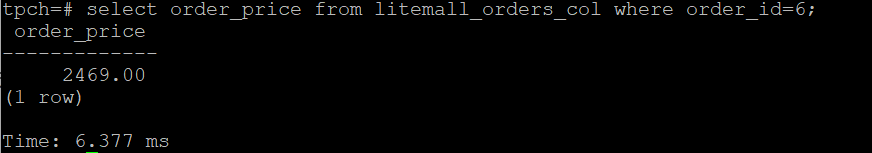 tpch=# select order_price from litemall_orders_col where order_id=6;
 order_price
-------------
     2469.00
(1 row)

Time: 6.377 ms